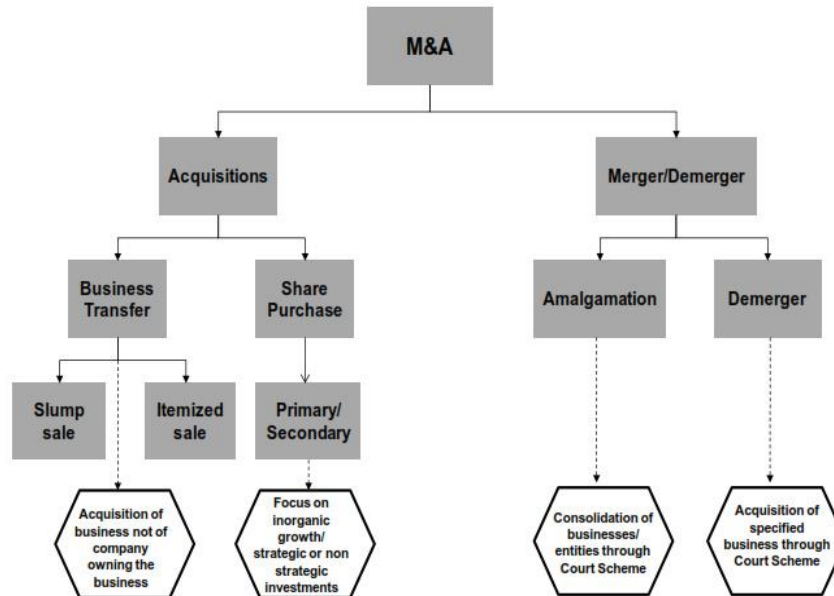 M&A
Acquisitions
Merger/Demerger
Business
Transfer
Share
Purchase
Amalgamation
Demerger
Slump
sale
Itemized
sale
Primary/
Secondary
Acquisition of
business not of
company
owning the
business
Focus on
inorganic
growth/
strategic or non
strategic
investments
Consolidation of
businesses/
entities through
Court Scheme
Acquisition of
specified
business through
Court Scheme